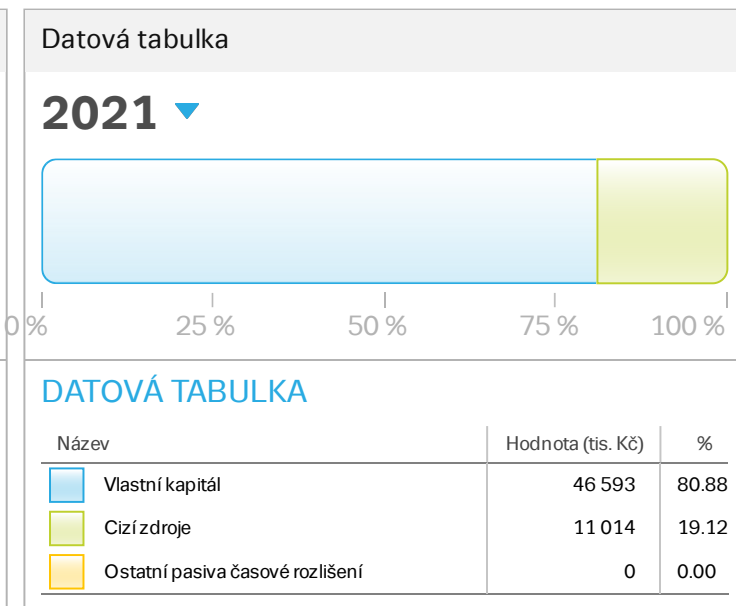 Datová tabulka
2021
0 % 25 % 50 % 75 % 100 %
DATOVÁ TABULKA
Název Hodnota (tis. Kč) %
Vlastní kapitál 46 593 80.88
Cizí zdroje 11 014 19.12
Ostatní pasiva časové rozlišení 0 0.00